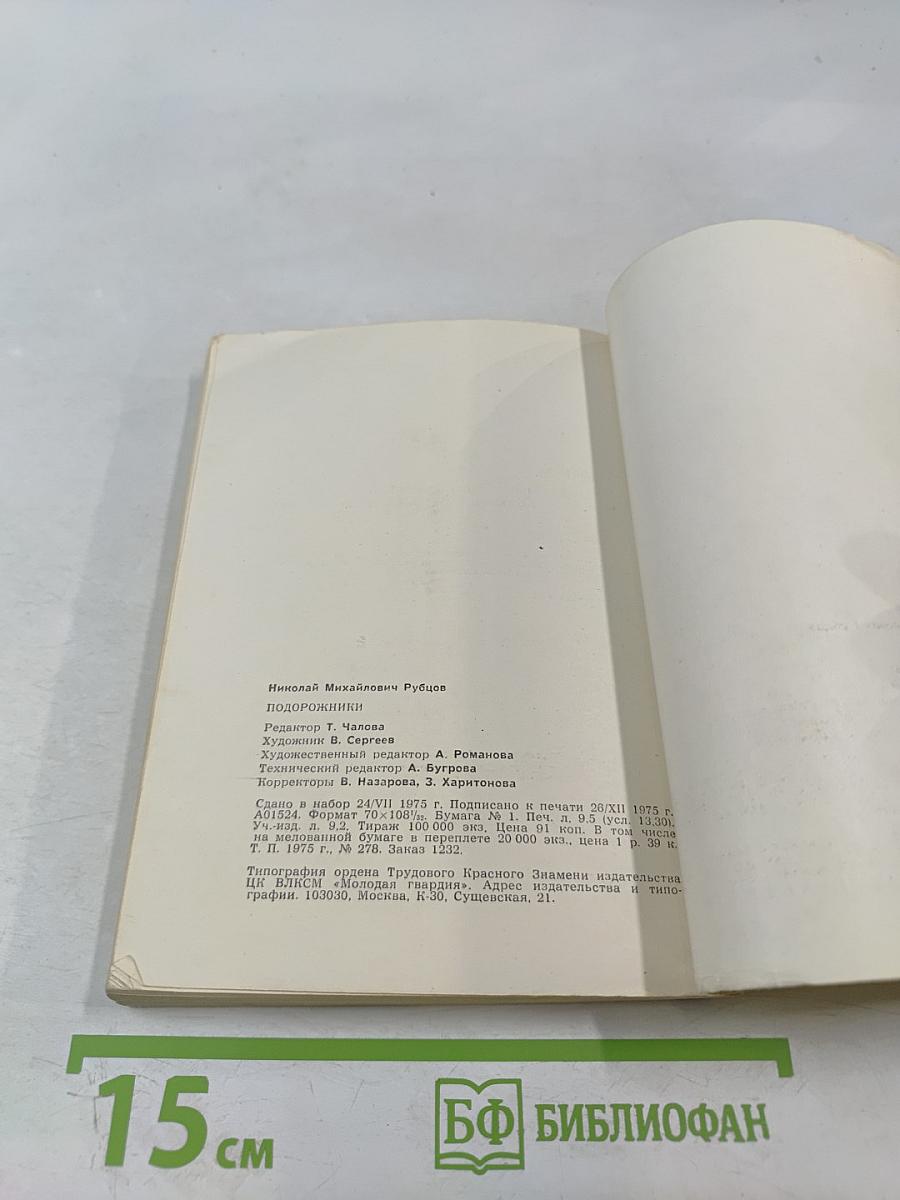 Николай Михайлович Рубцов
ПОДОРОЖНИКИ
Редактор Т. Чалова
Художник В. Сергеев
Художественный редактор А. Романова
Технический редактор А. Бугрова
Корректоры В. Назарова, З. Харитонова
Сдано в набор 24/VII 1975 г. Подписано к печати 26/XII 1975 г.
А01524. Формат 70×108¹/₃₂. Бумага № 1. Печ. л. 9,5 (усл. 13,30).
Уч.-изд. л. 9,2. Тираж 100 000 экз. Цена 91 коп. В том числе
на мелованной бумаге в переплете 20 000 экз., цена 1 р. 39 к.
Т. П. 1975 г., № 278. Заказ 1232.
Типография ордена Трудового Красного Знамени издательства
ЦК ВЛКСМ «Молодая гвардия». Адрес издательства и типо-
графии. 103030, Москва, К-30, Сущевская, 21.
15 см
БФ БИБЛИОФАН